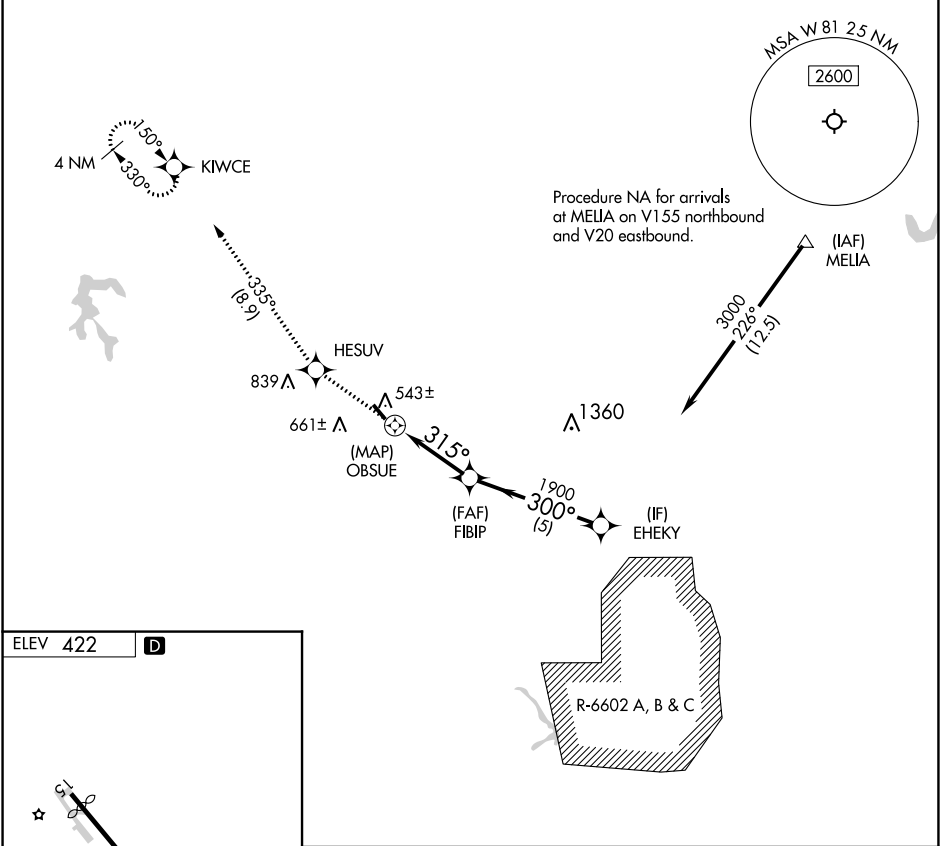 MSA W 81 25 NM
2600
150°
4 NM
330°
KIWCE
Procedure NA for arrivals
at MELIA on V155 northbound
and V20 eastbound.
(IAF)
MELIA
3000
226°
(12.5)
335°
(8.9)
HESUV
839
543±
661±
1360
(MAP)
OBSUE
315°
1900
300°
(5)
(FAF)
FIBIP
(IF)
EHEKY
R-6602 A, B & C
ELEV 422
D
15